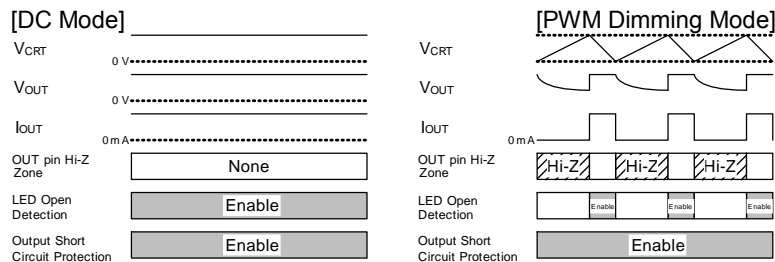 [DC Mode]
VCRT
0 V
VOUT
0 V
IOUT
0 m A
OUT pin Hi-Z
Zone
None
LED Open
Detection
Enable
Output Short
Circuit Protection
Enable
[PWM Dimming Mode]
VCRT
VOUT
IOUT
0 m A
OUT pin Hi-Z
Zone
Hi-Z
Hi-Z
Hi-Z
LED Open
Detection
Enable
Enable
Enable
Output Short
Circuit Protection
Enable